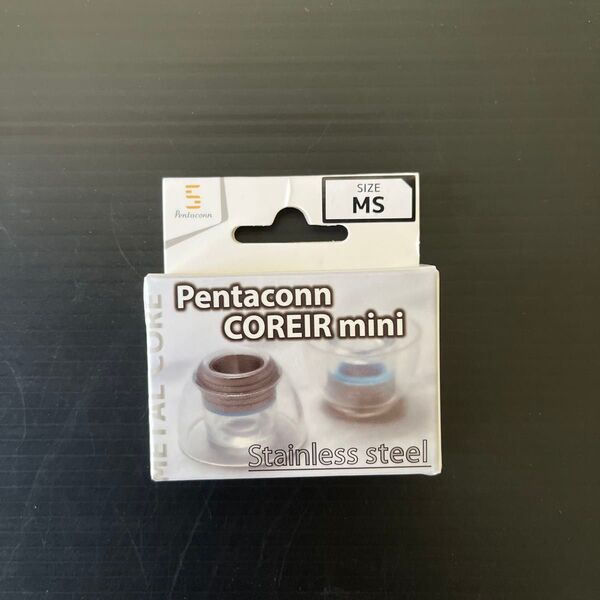 Pentaconn
SIZE
MS
Pentaconn
COREIR mini
METAL CORE
Stainless steel